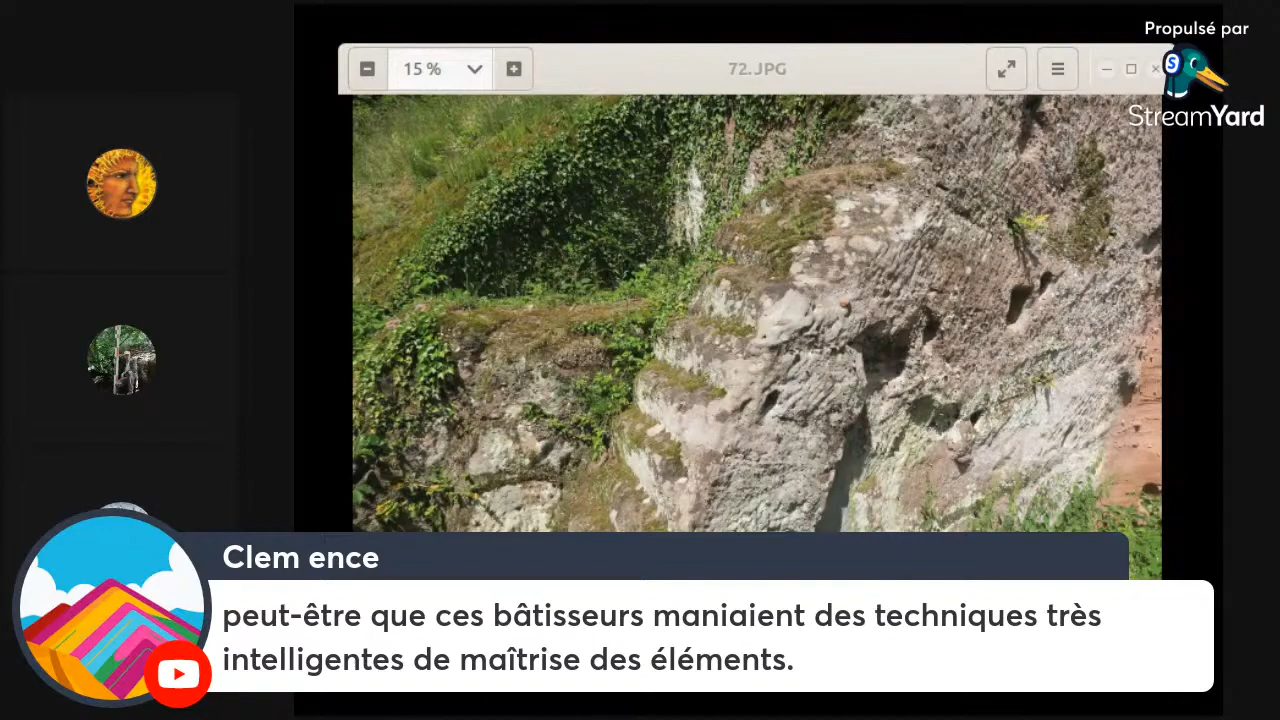 Propulsé par
StreamYard
15 %
72.JPG
Clem ence
peut-être que ces bâtisseurs maniaient des techniques très
intelligentes de maîtrise des éléments.